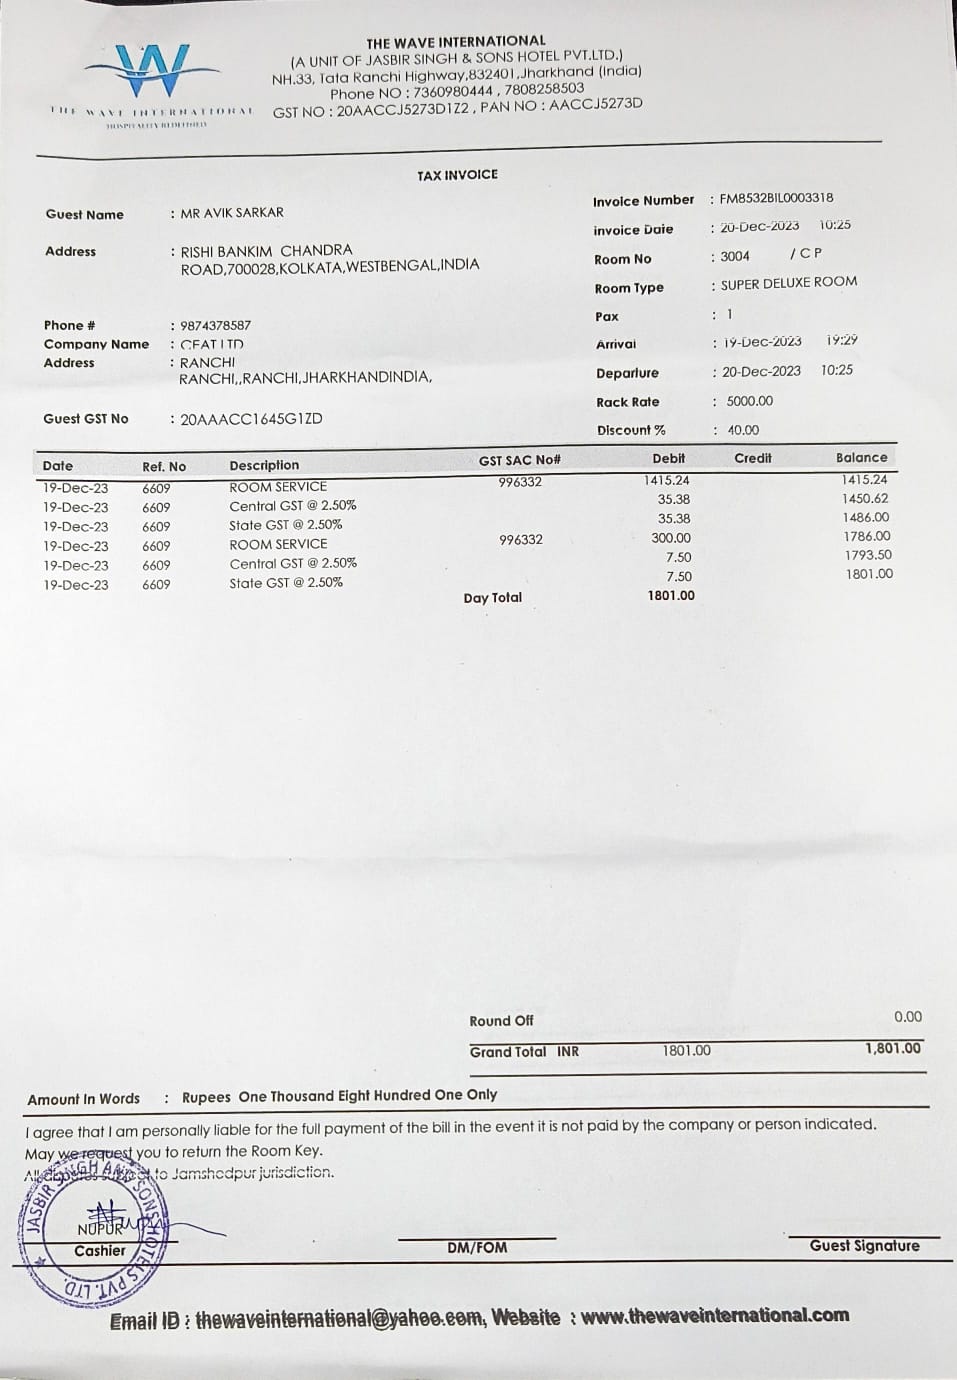 THE WAVE INTERNATIONAL
(A UNIT OF JASBIR SINGH & SONS HOTEL PVT.LTD.)
NH.33, Tata Ranchi Highway,832401,Jharkhand (India)
Phone NO : 7360980444 , 7808258503
GST NO : 20AACCJ5273D1Z2 , PAN NO : AACCJ5273D
W
THE WAVE INTERNATIONAL
HOSPITALITY REDEFINED
TAX INVOICE
Guest Name : MR AVIK SARKAR
Address : RISHI BANKIM CHANDRA
ROAD,700028,KOLKATA,WESTBENGAL,INDIA
Phone # : 9874378587
Company Name : CEAT LTD
Address : RANCHI
RANCHI,,RANCHI,JHARKHANDINDIA,
Guest GST No : 20AAACC1645G1ZD
Invoice Number : FM8532BIL0003318
Invoice Date : 20-Dec-2023 10:25
Room No : 3004 / C P
Room Type : SUPER DELUXE ROOM
Pax : 1
Arrival : 19-Dec-2023 19:29
Departure : 20-Dec-2023 10:25
Rack Rate : 5000.00
Discount % : 40.00
Date Ref. No Description GST SAC No# Debit Credit Balance
19-Dec-23 6609 ROOM SERVICE 996332 1415.24 1415.24
19-Dec-23 6609 Central GST @ 2.50% 35.38 1450.62
19-Dec-23 6609 State GST @ 2.50% 35.38 1486.00
19-Dec-23 6609 ROOM SERVICE 996332 300.00 1786.00
19-Dec-23 6609 Central GST @ 2.50% 7.50 1793.50
19-Dec-23 6609 State GST @ 2.50% 7.50 1801.00
Day Total 1801.00
Round Off 0.00
Grand Total INR 1801.00 1,801.00
Amount In Words : Rupees One Thousand Eight Hundred One Only
I agree that I am personally liable for the full payment of the bill in the event it is not paid by the company or person indicated.
May we request you to return the Room Key.
All to Jamshedpur jurisdiction.
JASBIR SINGH AND SONS HOTELS PVT. LTD.
NUPUR
Cashier
DM/FOM
Guest Signature
Email ID : thewaveinternational@yahoo.com, Website : www.thewaveinternational.com